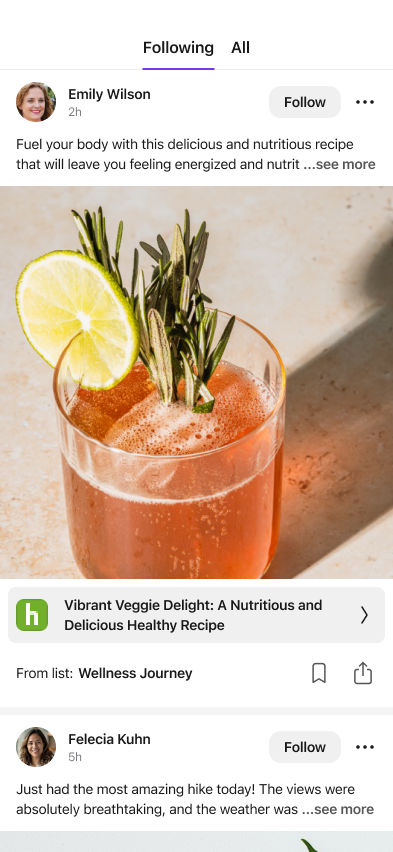 Following All
Emily Wilson
2h
Follow
Fuel your body with this delicious and nutritious recipe
that will leave you feeling energized and nutrit ...see more
h
Vibrant Veggie Delight: A Nutritious and
Delicious Healthy Recipe
From list: Wellness Journey
Felecia Kuhn
5h
Follow
Just had the most amazing hike today! The views were
absolutely breathtaking, and the weather was ...see more